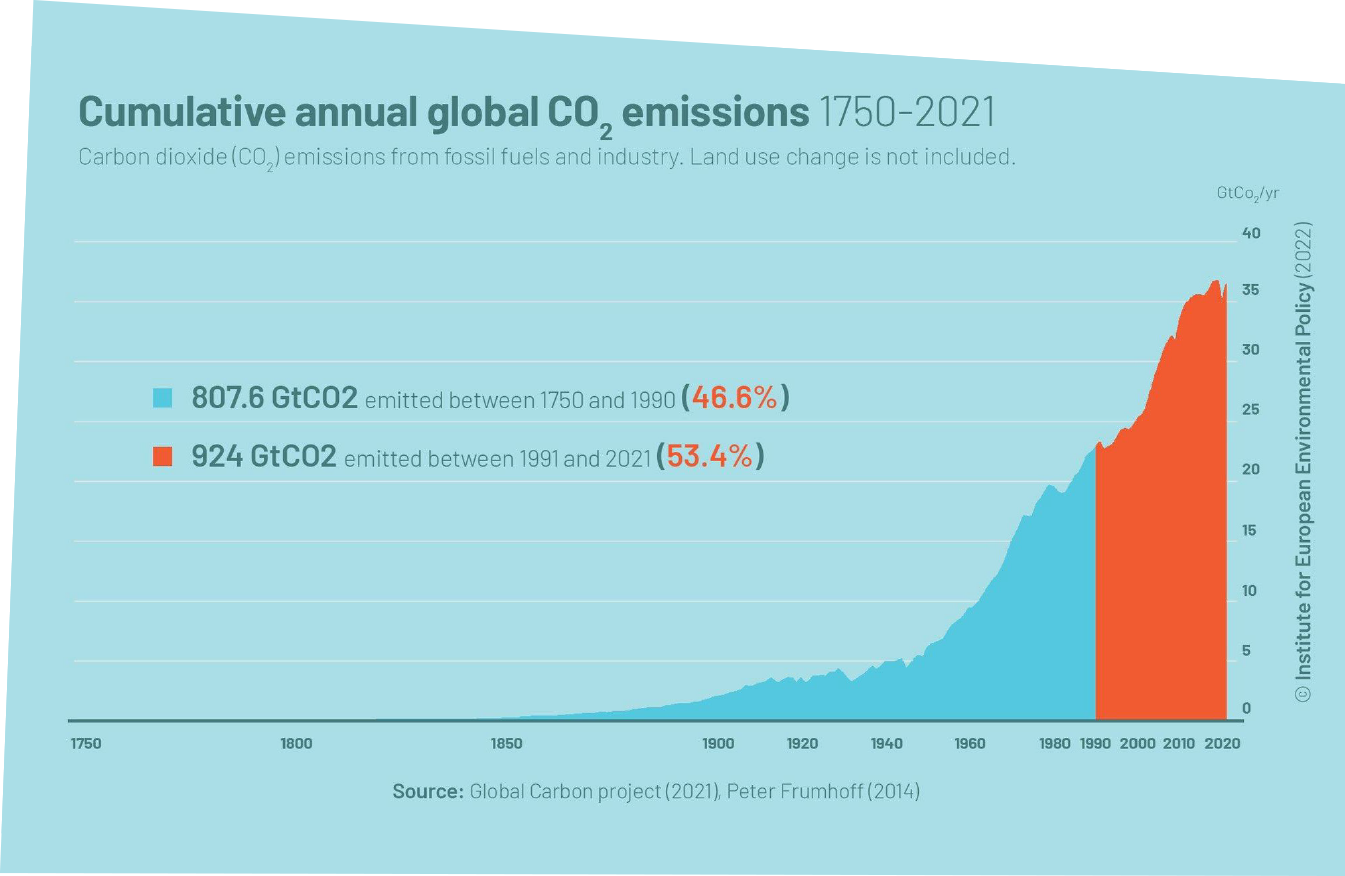 Cumulative annual global CO2 emissions 1750-2021
Carbon dioxide (CO2) emissions from fossil fuels and industry. Land use change is not included.
GtCo2/yr
40
35
30
25
20
15
10
5
0
807.6 GtCO2 emitted between 1750 and 1990 (46.6%)
924 GtCO2 emitted between 1991 and 2021 (53.4%)
1750 1800 1850 1900 1920 1940 1960 1980 1990 2000 2010 2020
Source: Global Carbon project (2021), Peter Frumhoff (2014)
© Institute for European Environmental Policy (2022)